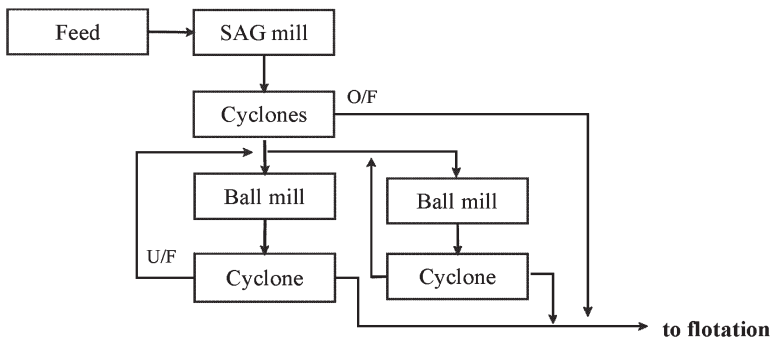 Feed
SAG mill
O/F
Cyclones
Ball mill
Ball mill
U/F
Cyclone
Cyclone
to flotation